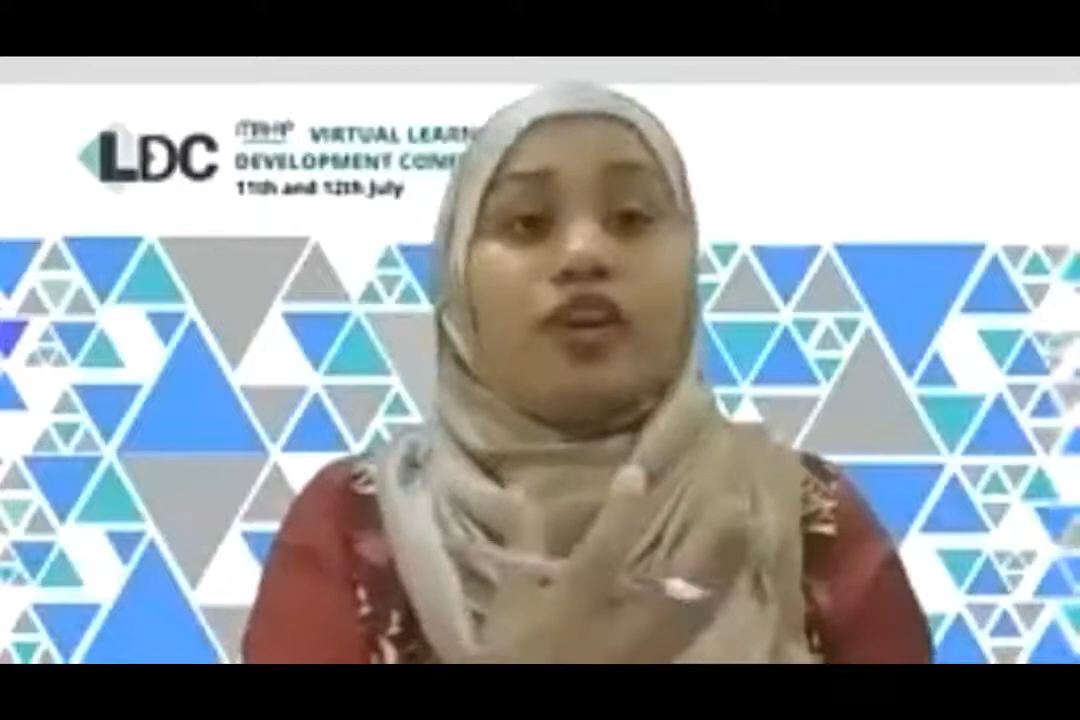 LDC
VIRTUAL LEARN
DEVELOPMENT CONF
11th and 12th July